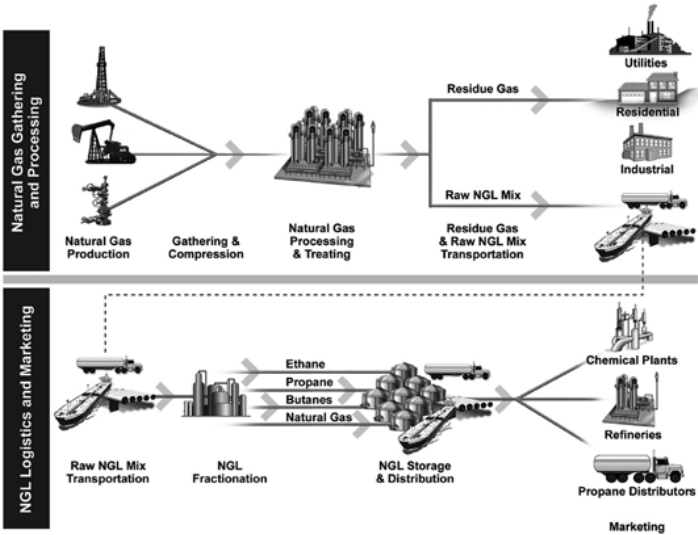 Natural Gas Gathering
and Processing
Utilities
Residue Gas
Residential
Industrial
Raw NGL Mix
Natural Gas
Production
Gathering &
Compression
Natural Gas
Processing
& Treating
Residue Gas
& Raw NGL Mix
Transportation
NGL Logistics and Marketing
Ethane
Propane
Butanes
Natural Gas
Chemical Plants
Refineries
Propane Distributors
Raw NGL Mix
Transportation
NGL
Fractionation
NGL Storage
& Distribution
Marketing